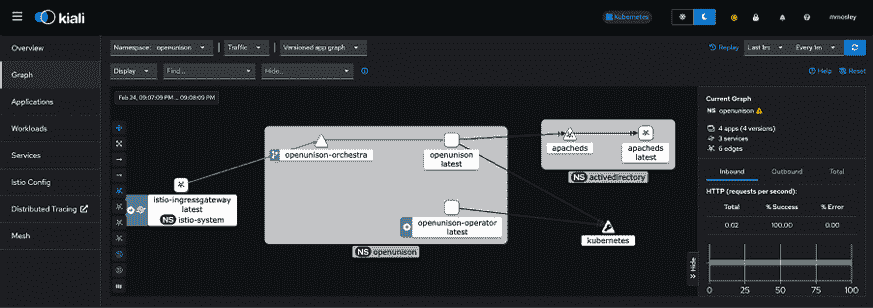 kiali
Kubernetes
mmosley
Overview
Graph
Applications
Workloads
Services
Istio Config
Distributed Tracing
Mesh
Namespace: openunison
Traffic
Versioned app graph
Replay
Last 1m
Every 1m
Display
Find...
Hide...
Help
Reset
Feb 24, 09:07:09 PM ... 09:08:09 PM
openunison-orchestra
openunison
latest
apacheds
apacheds
latest
NS activedirectory
istio-ingressgateway
latest
NS istio-system
openunison-operator
latest
kubernetes
NS openunison
Hide
Current Graph
NS openunison
4 apps (4 versions)
3 services
6 edges
Inbound
Outbound
Total
HTTP (requests per second):
Total
% Success
% Error
0.02
100.00
0.00
0
25
50
75
100